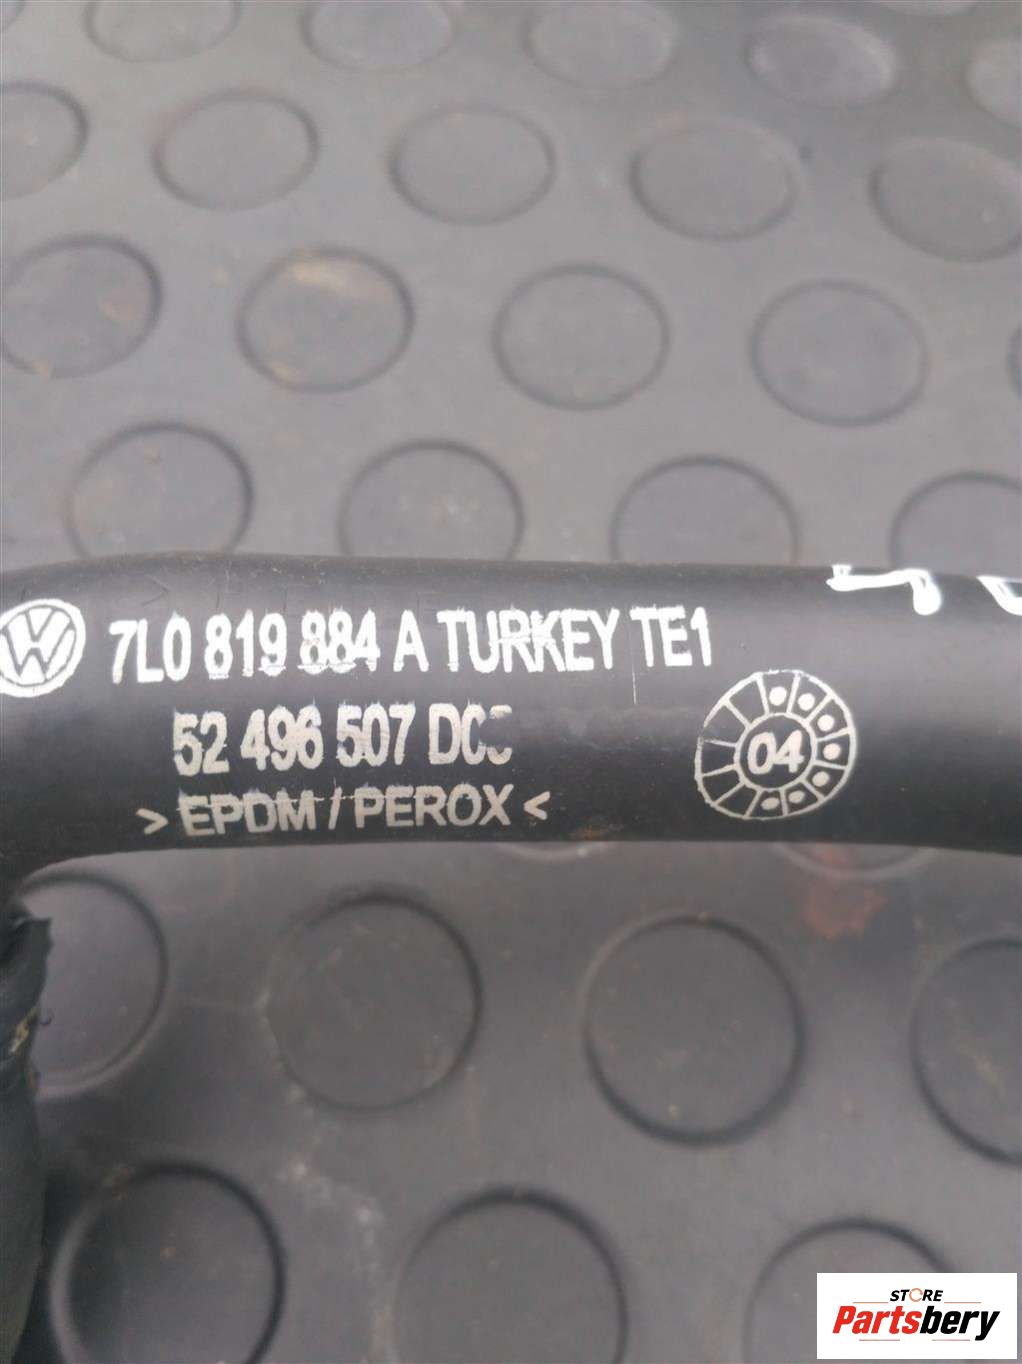 7L0 819 884 A TURKEY TE1
52 496 507
> EPDM / PEROX <
04
STORE
Partsbery